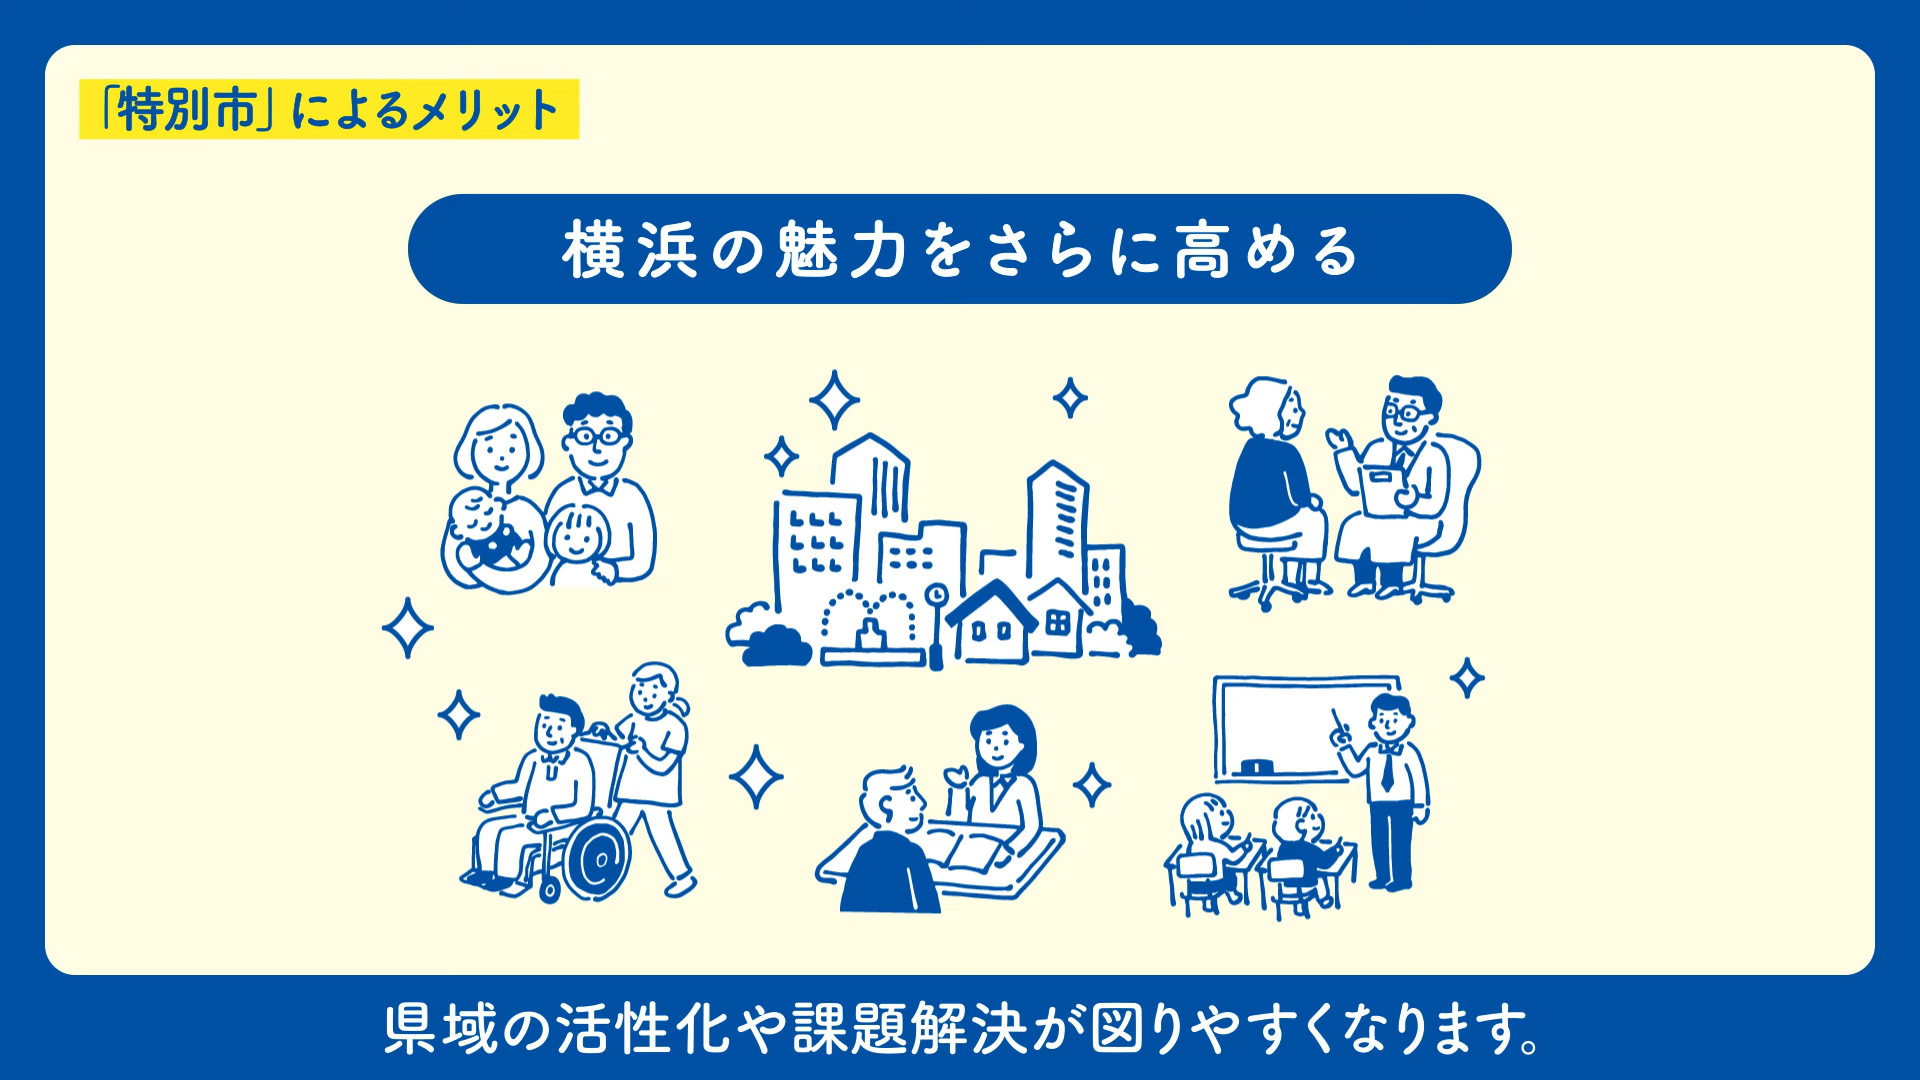 「特別市」によるメリット
横浜の魅力をさらに高める
県域の活性化や課題解決が図りやすくなります。